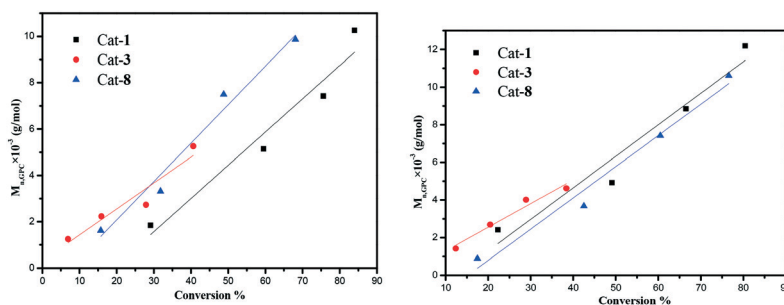 Cat-1
Cat-3
Cat-8
10
8
6
4
2
0
0 10 20 30 40 50 60 70 80 90
Conversion %
Mn,GPC×10-3 (g/mol)
Cat-1
Cat-3
Cat-8
12
10
8
6
4
2
0
10 20 30 40 50 60 70 80 90
Conversion %
Mn,GPC×10-3 (g/mol)